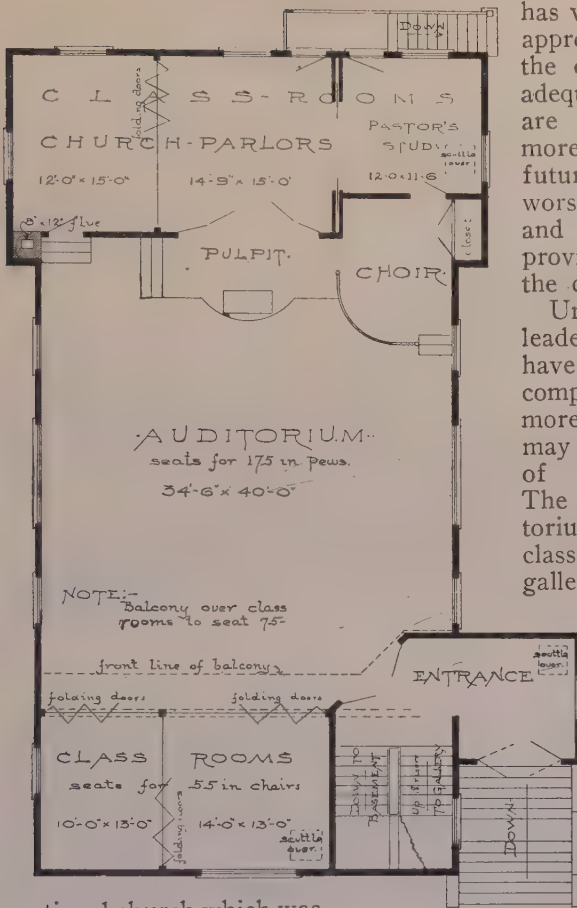 DOWN
folding doors
CLASS-ROOMS
CHURCH-PARLORS
PASTOR'S
STUDY
scuttle
over
12'-0" x 15'-0"
14'-9" x 15'-0"
12-0 x 11-6
8" x 12" flue
closet
PULPIT.
CHOIR.
·AUDITORIUM·
seats for 175 in pews.
34'-6" x 40'-0"
NOTE:-
Balcony over class
rooms to seat 75-
front line of balcony
folding doors
folding doors
ENTRANCE
scuttle
over.
CLASS ROOMS
seats for 55 in chairs
10'-0" x 13'-0"
14'-0" x 13'-0"
folding doors
scuttle
over.
DOWN TO
BASEMENT
Up from
TO GALLERY
DOWN-
has v
appro
the
adequ
are
more
futur
wors
and
provi
the c
Un
leade
have
comp
more
may
of
The
toriu
class
galle
church which was